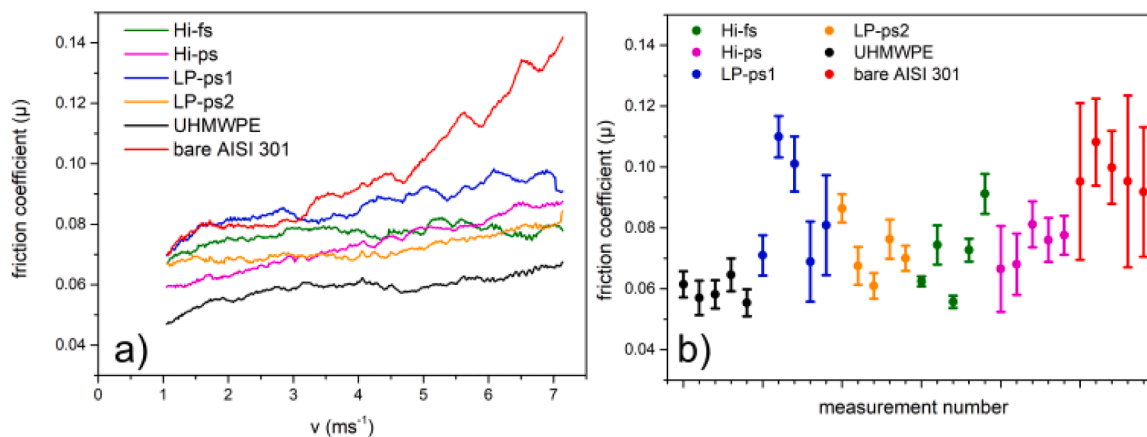 0.14
0.12
0.10
0.08
0.06
0.04
friction coefficient (μ)
Hi-fs
Hi-ps
LP-ps1
LP-ps2
UHMWPE
bare AISI 301
a)
0 1 2 3 4 5 6 7
v (ms⁻¹)
0.14
0.12
0.10
0.08
0.06
0.04
friction coefficient (μ)
Hi-fs LP-ps2
Hi-ps UHMWPE
LP-ps1 bare AISI 301
b)
measurement number